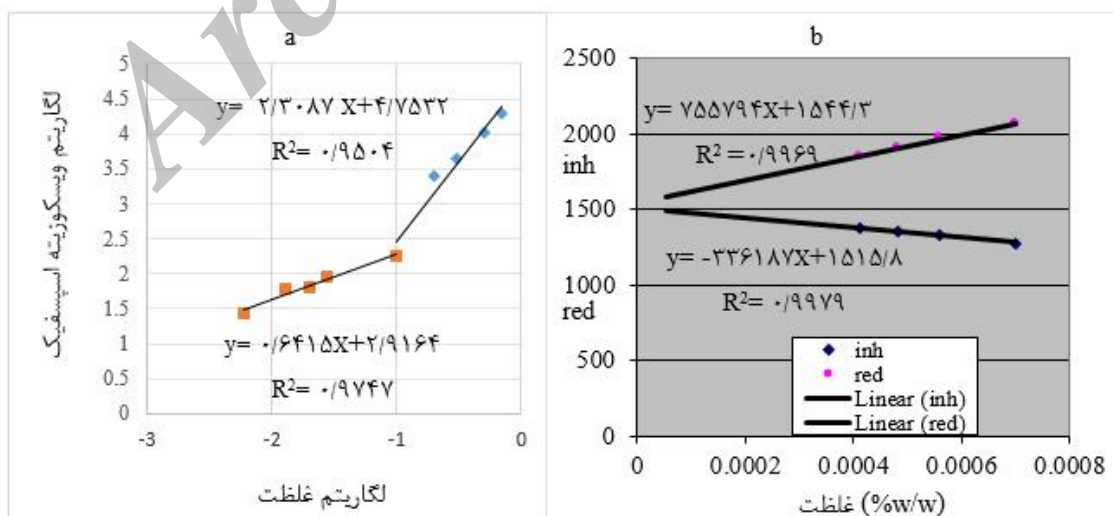 Arc
a
5
4.5
4
3.5
3
2.5
2
1.5
1
0.5
0
-3
-2
-1
0
لگاریتم ویسکوزیته اسپسفیک
لگاریتم غلظت
y= ۲/۳۰۸۷ X+۴/۷۵۳۲
R²= ۰/۹۵۰۴
y= ۰/۶۴۱۵X+۲/۹۱۶۴
R²= ۰/۹۷۴۷
b
2500
2000
inh
1500
1000
red
500
0
0
0.0002
0.0004
0.0006
0.0008
غلظت (%w/w)
y= ۷۵۵۷۹۴X+۱۵۴۴/۳
R² =۰/۹۹۶۹
y= -۳۳۶۱۸۷X+۱۵۱۵/۸
R²= ۰/۹۹۷۹
inh
red
Linear (inh)
Linear (red)